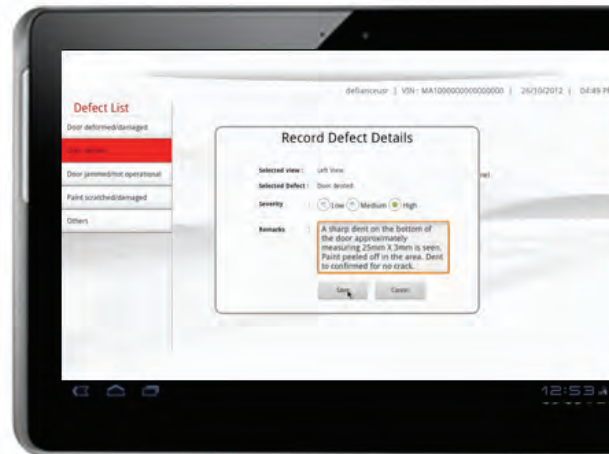 defianceusr | VIN : MA1000000000000000 | 26/10/2012 | 04:49 PM
Defect List
Door deformed/damaged
Door dented
Door jammed/not operational
Paint scratched/damaged
Others
Record Defect Details
Selected view : Left View
Selected Defect : Door dented
Severity : Low Medium High
Remarks : A sharp dent on the bottom of
the door approximately
measuring 25mm X 3mm is seen.
Paint peeled off in the area. Dent
to confirmed for no crack.
Save Cancel
12:53